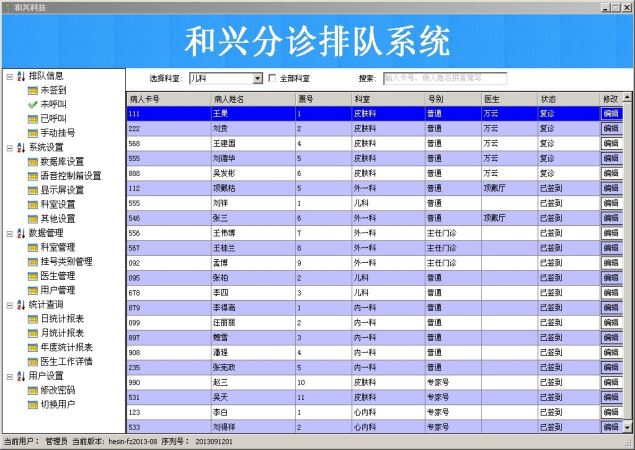 和兴科技
和兴分诊排队系统
排队信息
未签到
未呼叫
已呼叫
手动挂号
系统设置
数据库设置
语音控制箱设置
显示屏设置
科室设置
其他设置
数据管理
科室管理
挂号类别管理
医生管理
用户管理
统计查询
日统计报表
月统计报表
年度统计报表
医生工作详情
用户设置
修改密码
切换用户
选择科室: 儿科 全部科室 搜索: 输入卡号、病人姓名拼音简写
病人卡号 病人姓名 票号 科室 号别 医生 状态 修改
111 王果 1 皮肤科 普通 万云 复诊 编辑
222 刘贵 2 皮肤科 普通 万云 复诊 编辑
568 王建国 4 皮肤科 普通 万云 复诊 编辑
555 刘德华 5 皮肤科 普通 万云 复诊 编辑
888 吴发彬 6 皮肤科 普通 万云 复诊 编辑
112 顶戴枯 5 外一科 普通 顶戴厅 已签到 编辑
555 刘祥 1 儿科 普通 已签到 编辑
546 张三 6 外一科 普通 顶戴厅 已签到 编辑
556 王伟博 7 外一科 主任门诊 已签到 编辑
567 王桂兰 8 外一科 主任门诊 已签到 编辑
092 孟博 9 外一科 主任门诊 已签到 编辑
095 张柏 2 儿科 普通 已签到 编辑
678 李四 3 儿科 普通 已签到 编辑
879 李得高 1 内一科 普通 已签到 编辑
099 汪丽丽 2 内一科 普通 已签到 编辑
897 雪 3 内一科 普通 已签到 编辑
908 潘瑾 4 内一科 普通 已签到 编辑
235 张宪政 5 内一科 普通 已签到 编辑
990 赵三 10 皮肤科 专家号 已签到 编辑
531 吴天 11 皮肤科 专家号 已签到 编辑
123 李白 1 心内科 专家号 已签到 编辑
533 刘得祥 2 心内科 专家号 已签到 编辑
当前用户: 管理员 当前版本: hesin-fz2013-08 序列号: 2013091201